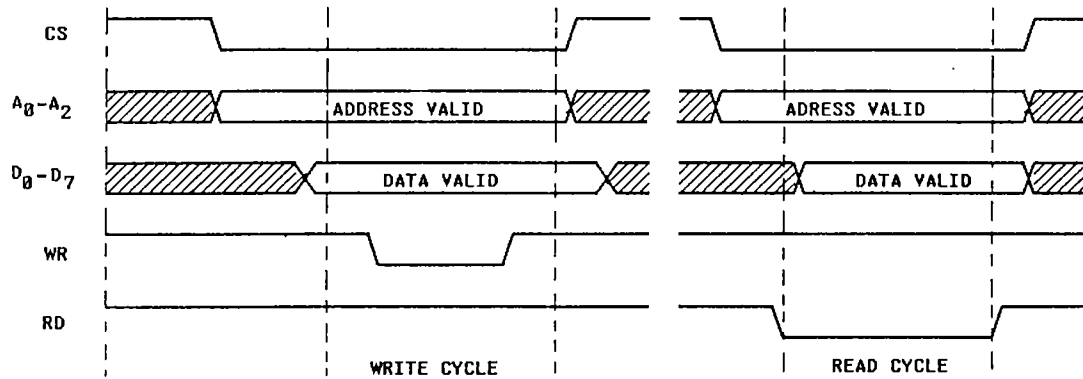 CS
A0-A2 ADDRESS VALID ADRESS VALID
D0-D7 DATA VALID DATA VALID
WR
RD
WRITE CYCLE READ CYCLE